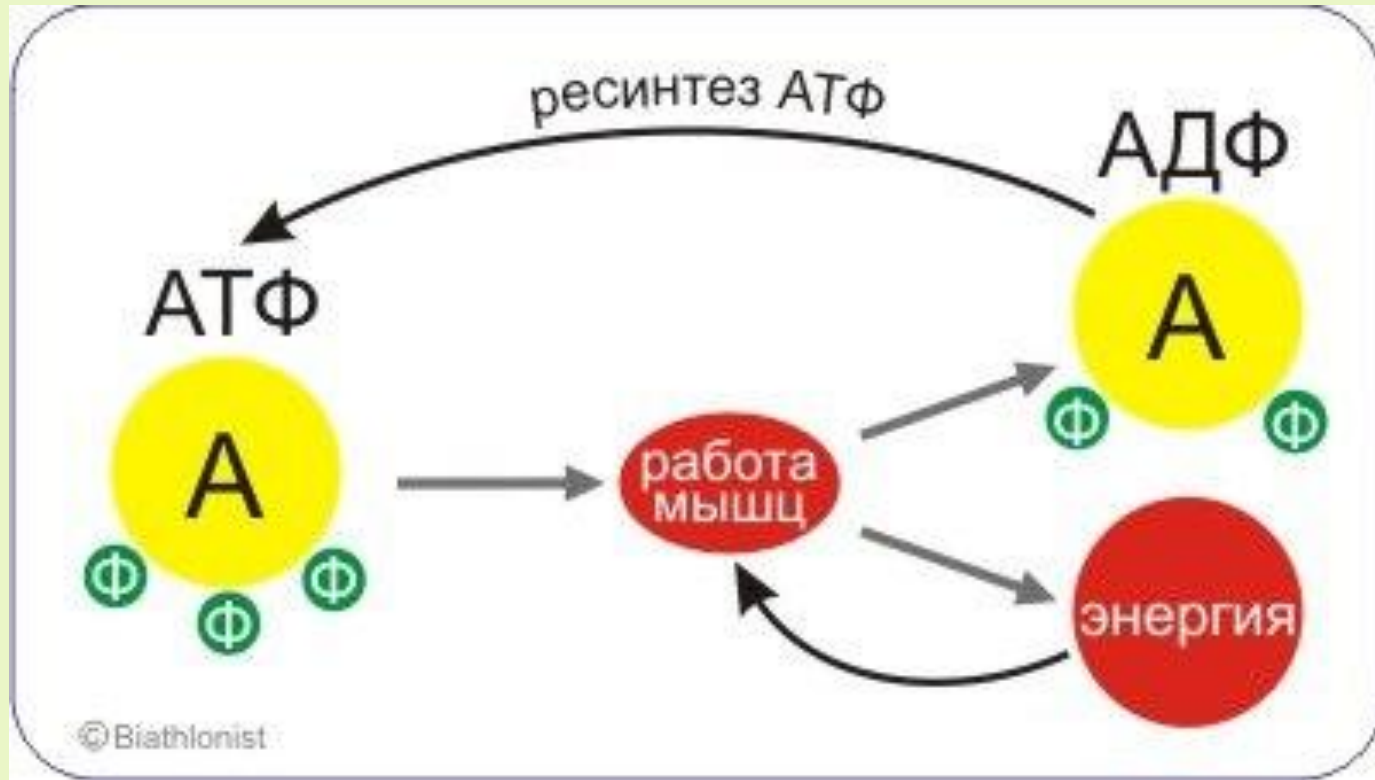 ресинтез АТФ
АДФ
А
Ф
Ф
АТФ
А
Ф
Ф
Ф
работа
мышц
энергия
©Biathlonist